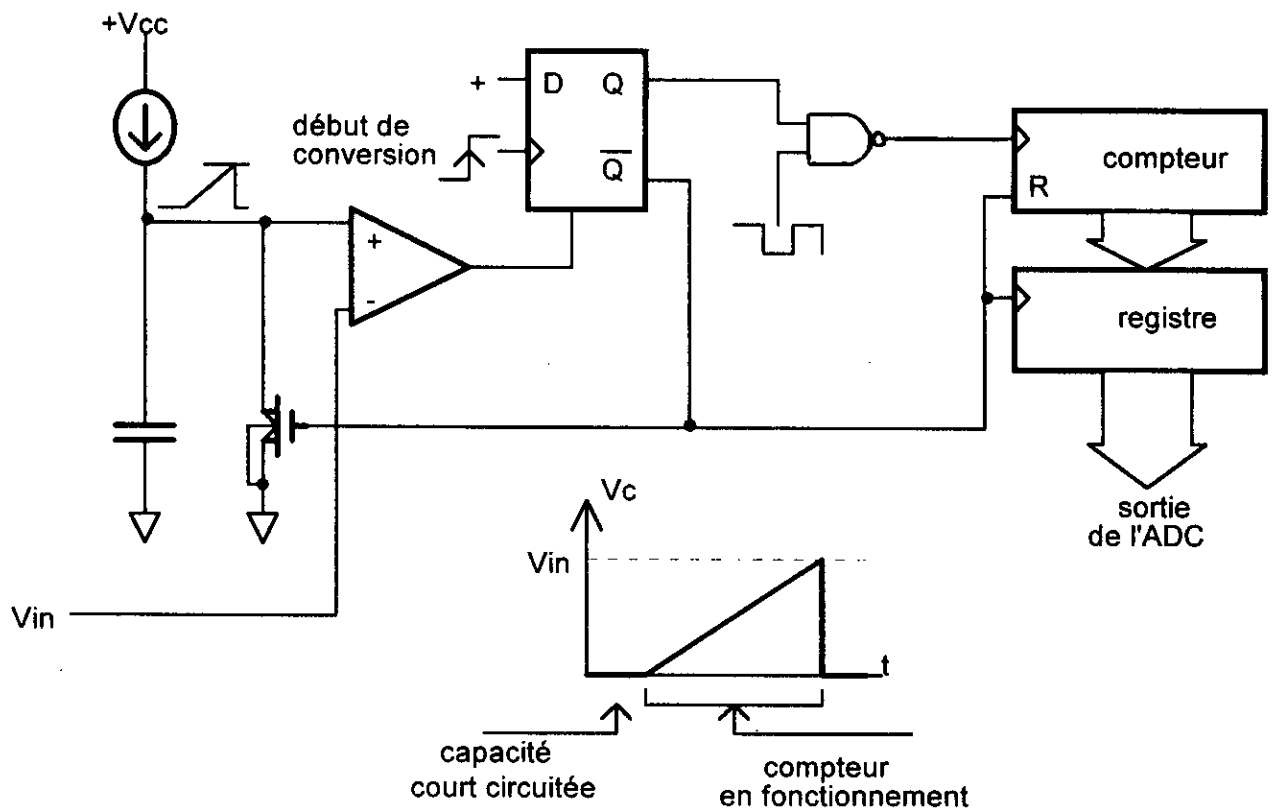 +Vcc
+ D Q
début de
conversion
Q
compteur
R
+
-
registre
sortie
de l'ADC
Vc
Vin
Vin
t
capacité
court circuitée
compteur
en fonctionnement